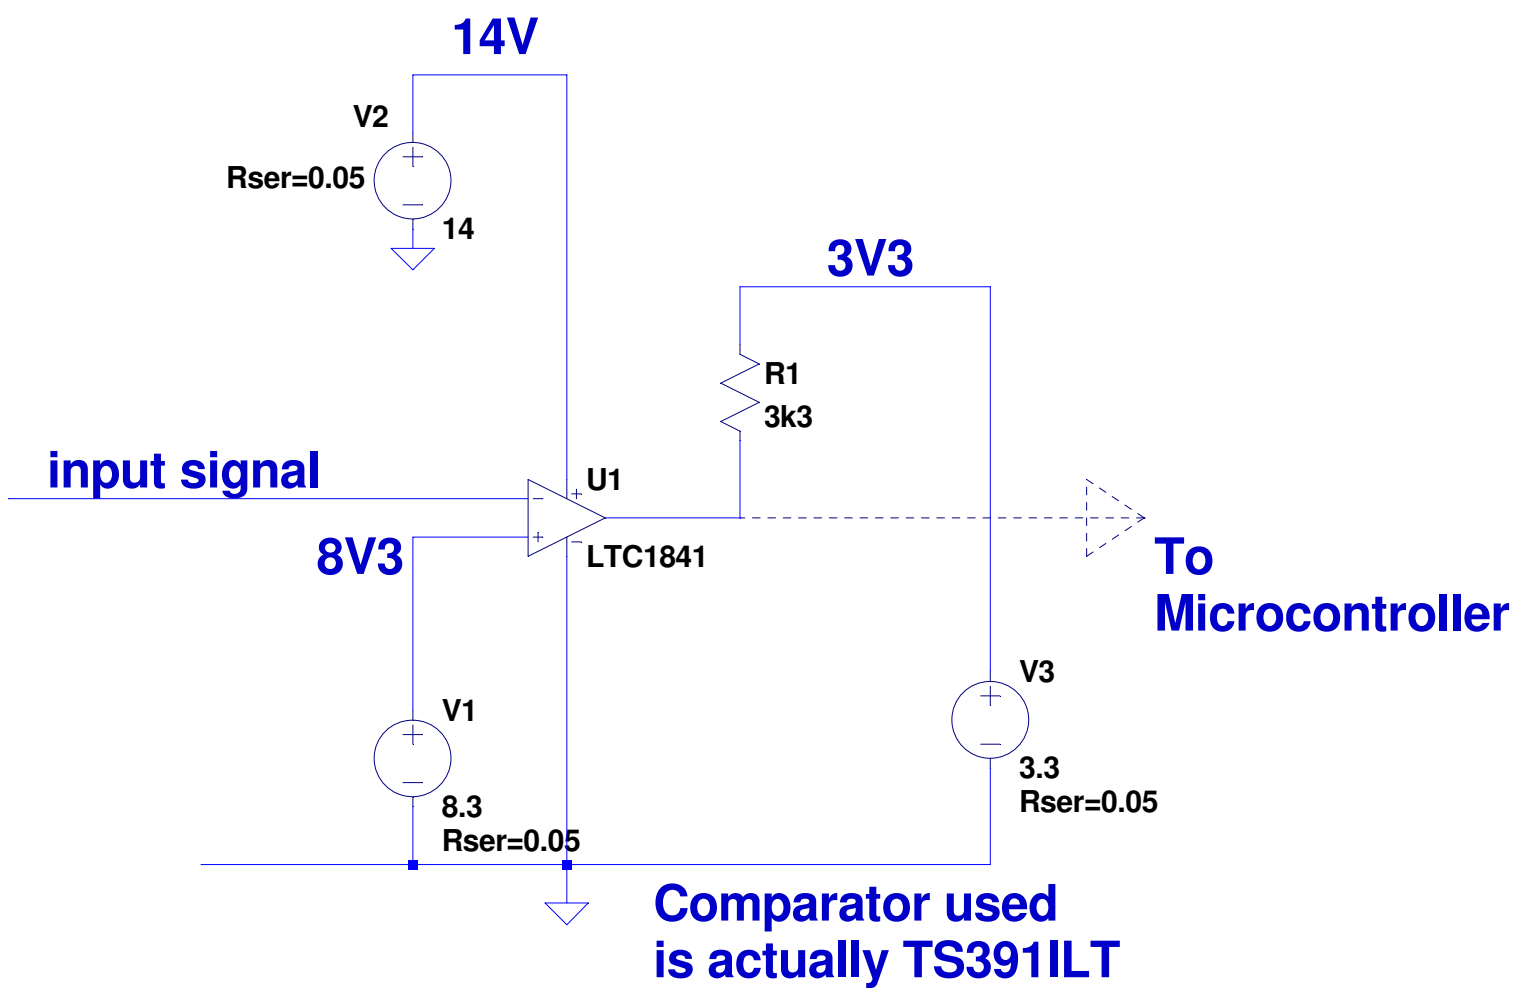 14V
V2
Rser=0.05
14
3V3
R1
3k3
input signal
U1
LTC1841
8V3
To
Microcontroller
V1
8.3
Rser=0.05
V3
3.3
Rser=0.05
Comparator used
is actually TS391ILT